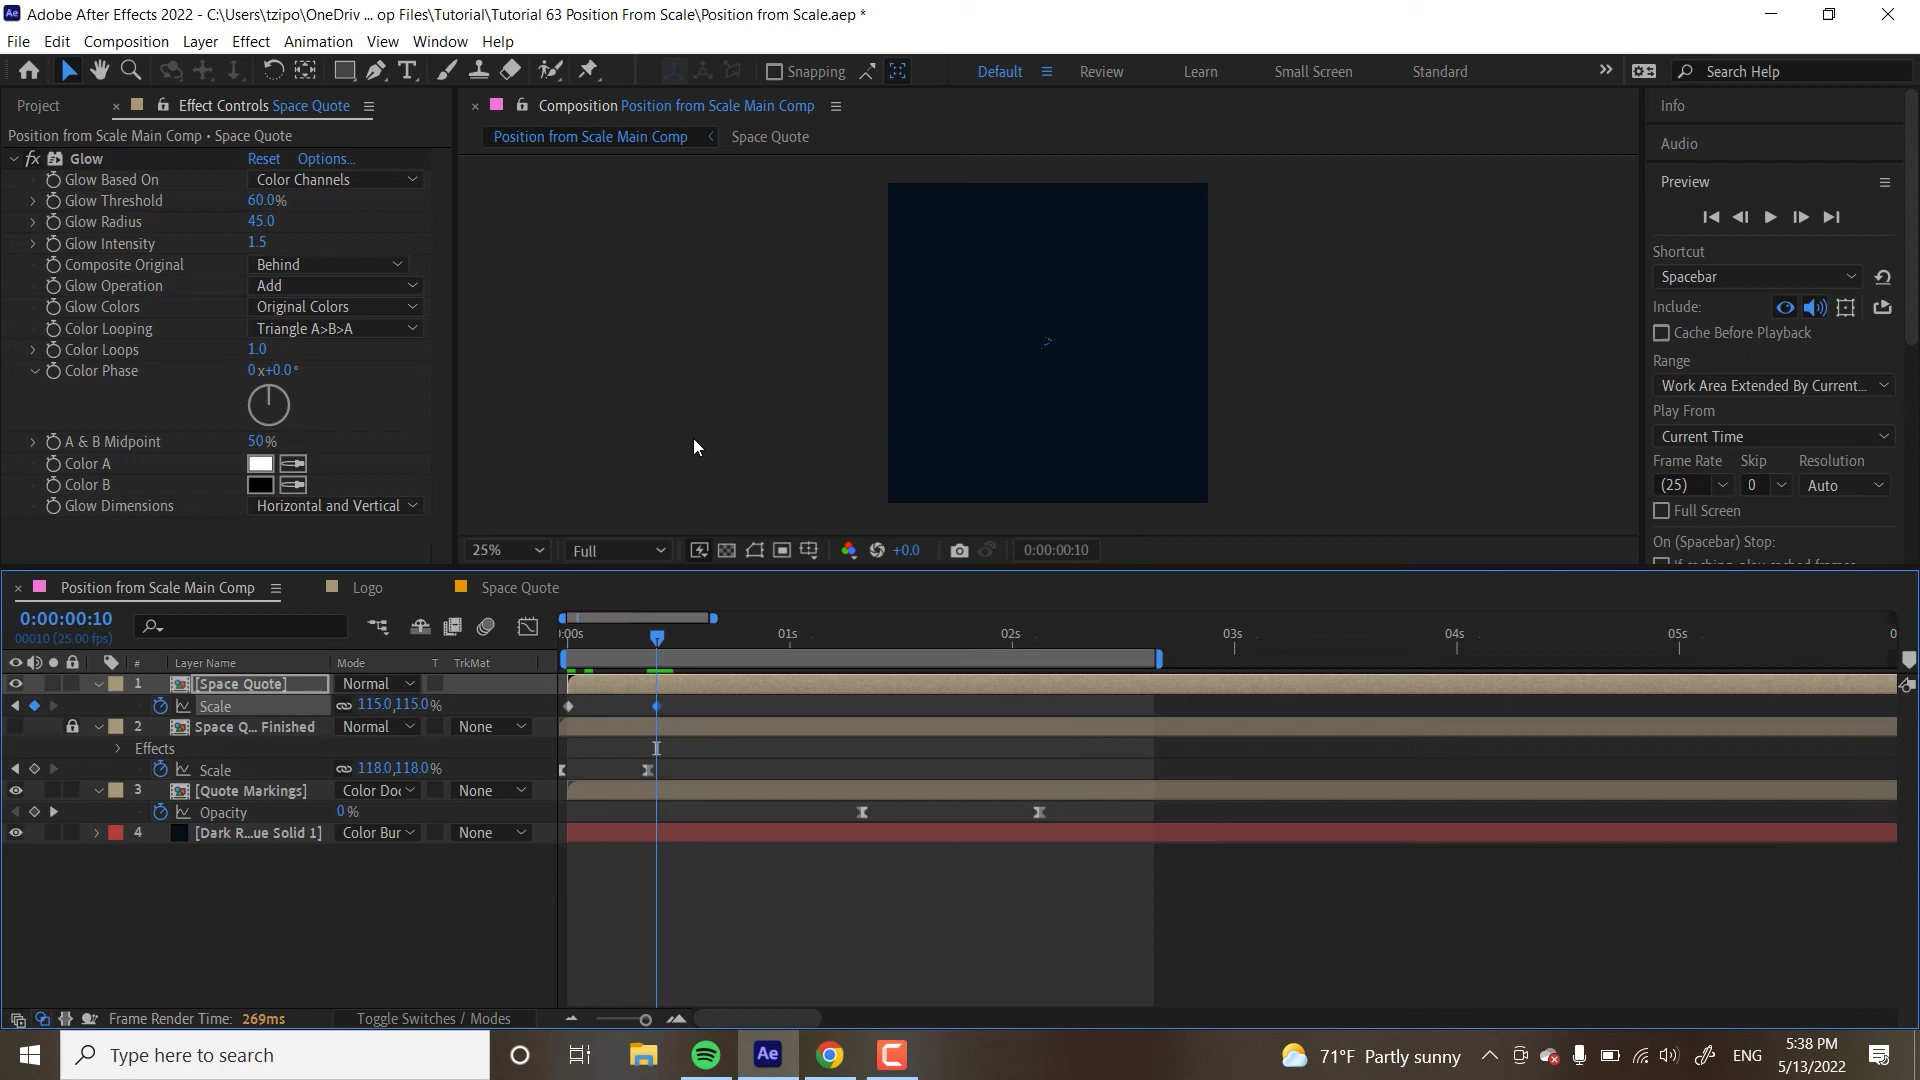 Adobe After Effects 2022 - C:\Users\tzipo\OneDriv ... op Files\Tutorial\Tutorial 63 Position From Scale\Position from Scale.aep *
File Edit Composition Layer Effect Animation View Window Help
Snapping Default Review Learn Small Screen Standard Search Help
Project Effect Controls Space Quote
Position from Scale Main Comp • Space Quote
Glow Reset Options...
Glow Based On Color Channels
Glow Threshold 60.0%
Glow Radius 45.0
Glow Intensity 1.5
Composite Original Behind
Glow Operation Add
Glow Colors Original Colors
Color Looping Triangle A>B>A
Color Loops 1.0
Color Phase 0x+0.0°
A & B Midpoint 50%
Color A
Color B
Glow Dimensions Horizontal and Vertical
Composition Position from Scale Main Comp
Position from Scale Main Comp Space Quote
25% Full +0.0 0:00:00:10
Info
Audio
Preview
Shortcut
Spacebar
Include:
Cache Before Playback
Range
Work Area Extended By Current...
Play From
Current Time
Frame Rate Skip Resolution
(25) 0 Auto
Full Screen
On (Spacebar) Stop:
Position from Scale Main Comp Logo Space Quote
0:00:00:10
00010 (25.00 fps)
:00s 01s 02s 03s 04s 05s 0
# Layer Name Mode T TrkMat
1 [Space Quote] Normal
Scale 115.0,115.0%
2 Space Q... Finished Normal None
Effects
Scale 118.0,118.0%
3 [Quote Markings] Color Doc None
Opacity 0%
4 [Dark R...ue Solid 1] Color Bur None
Frame Render Time: 269ms Toggle Switches / Modes
Type here to search Ae 71°F Partly sunny ENG 5:38 PM
5/13/2022